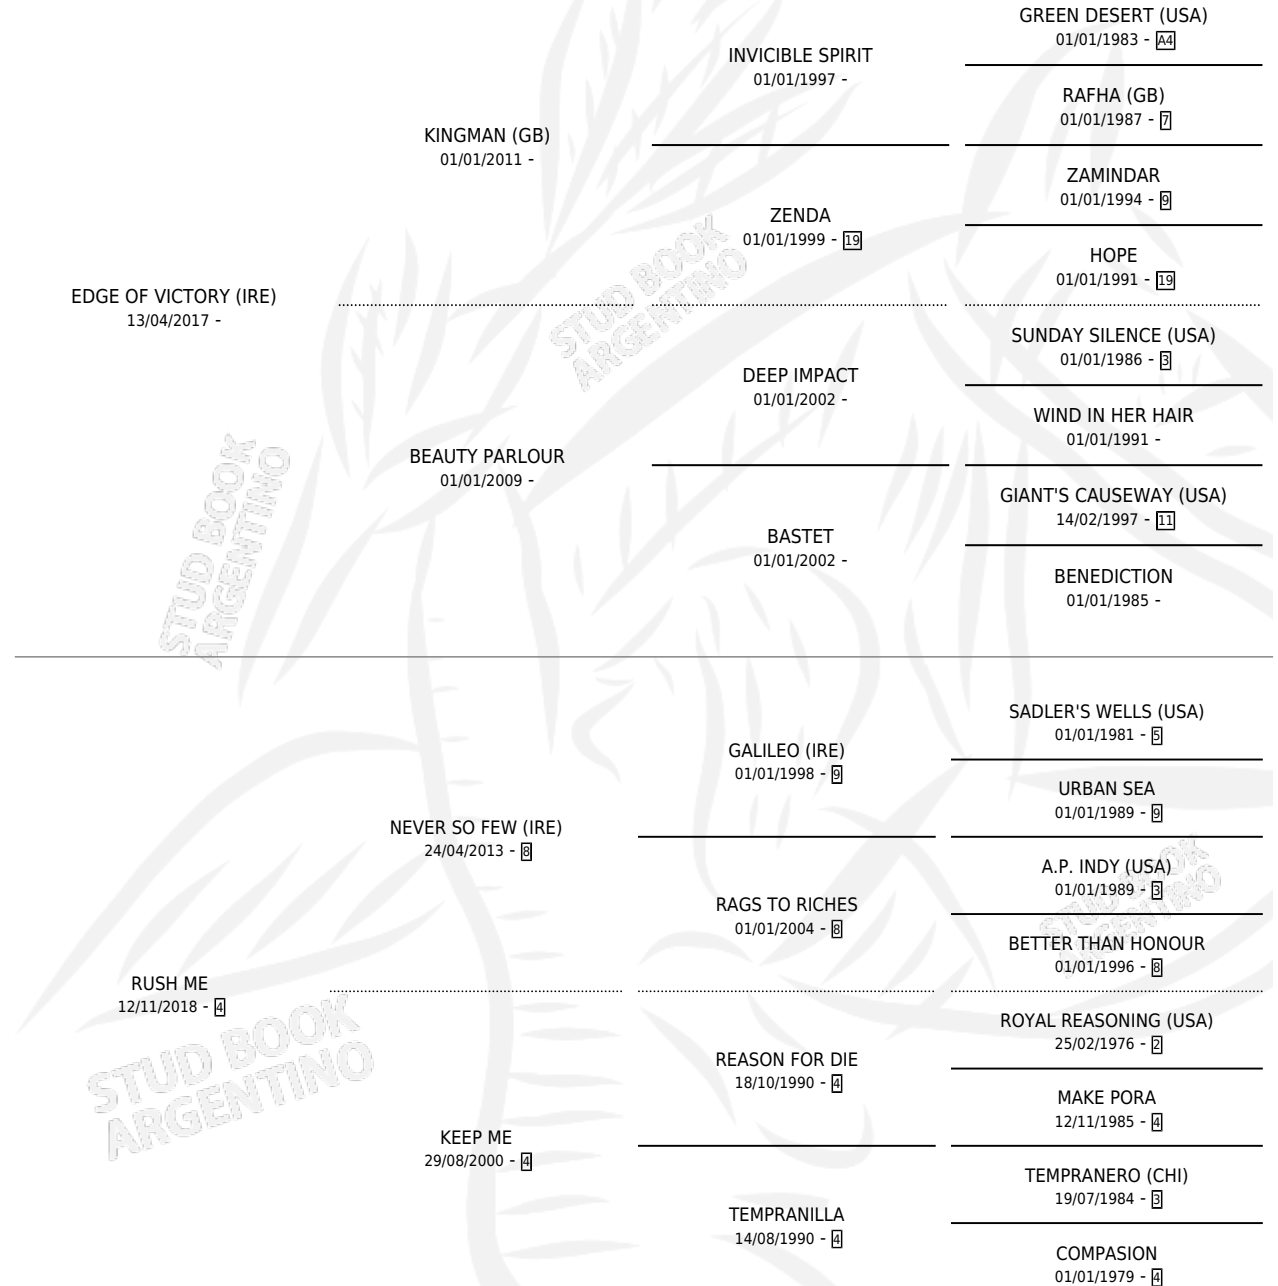 GREEN DESERT (USA)
01/01/1983 - A4
INVICIBLE SPIRIT
01/01/1997 -
RAFHA (GB)
01/01/1987 - 7
KINGMAN (GB)
01/01/2011 -
ZAMINDAR
01/01/1994 - 9
ZENDA
01/01/1999 - 19
HOPE
01/01/1991 - 19
EDGE OF VICTORY (IRE)
13/04/2017 -
SUNDAY SILENCE (USA)
01/01/1986 - 3
DEEP IMPACT
01/01/2002 -
WIND IN HER HAIR
01/01/1991 -
BEAUTY PARLOUR
01/01/2009 -
GIANT'S CAUSEWAY (USA)
14/02/1997 - 11
BASTET
01/01/2002 -
BENEDICTION
01/01/1985 -
SADLER'S WELLS (USA)
01/01/1981 - 5
GALILEO (IRE)
01/01/1998 - 9
URBAN SEA
01/01/1989 - 9
NEVER SO FEW (IRE)
24/04/2013 - 8
A.P. INDY (USA)
01/01/1989 - 3
RAGS TO RICHES
01/01/2004 - 8
BETTER THAN HONOUR
01/01/1996 - 8
RUSH ME
12/11/2018 - 4
ROYAL REASONING (USA)
25/02/1976 - 2
REASON FOR DIE
18/10/1990 - 4
MAKE PORA
12/11/1985 - 4
KEEP ME
29/08/2000 - 4
TEMPRANERO (CHI)
19/07/1984 - 3
TEMPRANILLA
14/08/1990 - 4
COMPASION
01/01/1979 - 4
STUD BOOK
ARGENTINO
STUD BOOK
ARGENTINO
STUD BOOK
ARGENTINO
STUD BOOK
ARGENTINO